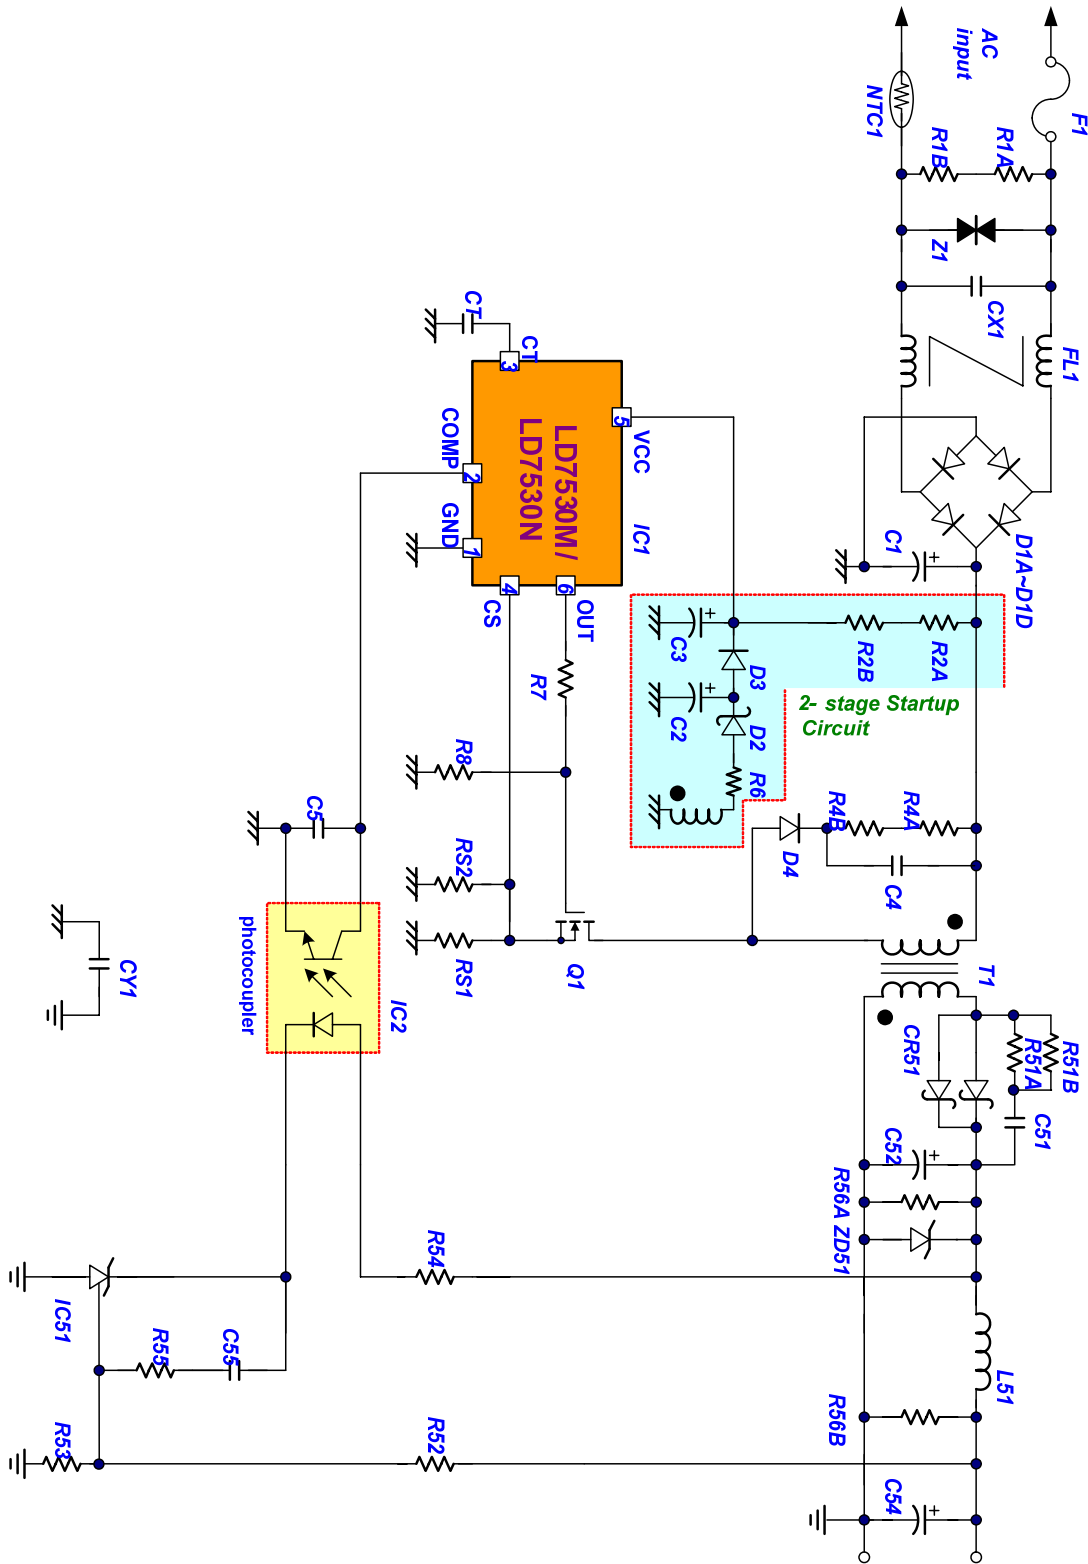 AC
input
F1
NTC1
R1A
R1B
Z1
CX1
FL1
D1A~D1D
C1
R2A
R2B
C3
D3
C2
D2
R6
2- stage Startup
Circuit
R4A
R4B
D4
C4
T1
CR51
R51A
R51B
C51
C52
R56A
ZD51
L51
R56B
C54
IC1
LD7530M /
LD7530N
CT
CT
3
VCC
5
COMP
2
GND
1
CS
4
OUT
6
R7
R8
RS2
RS1
Q1
C5
IC2
photocoupler
CY1
R54
IC51
R55
C55
R53
R52
+
+
+
+
+